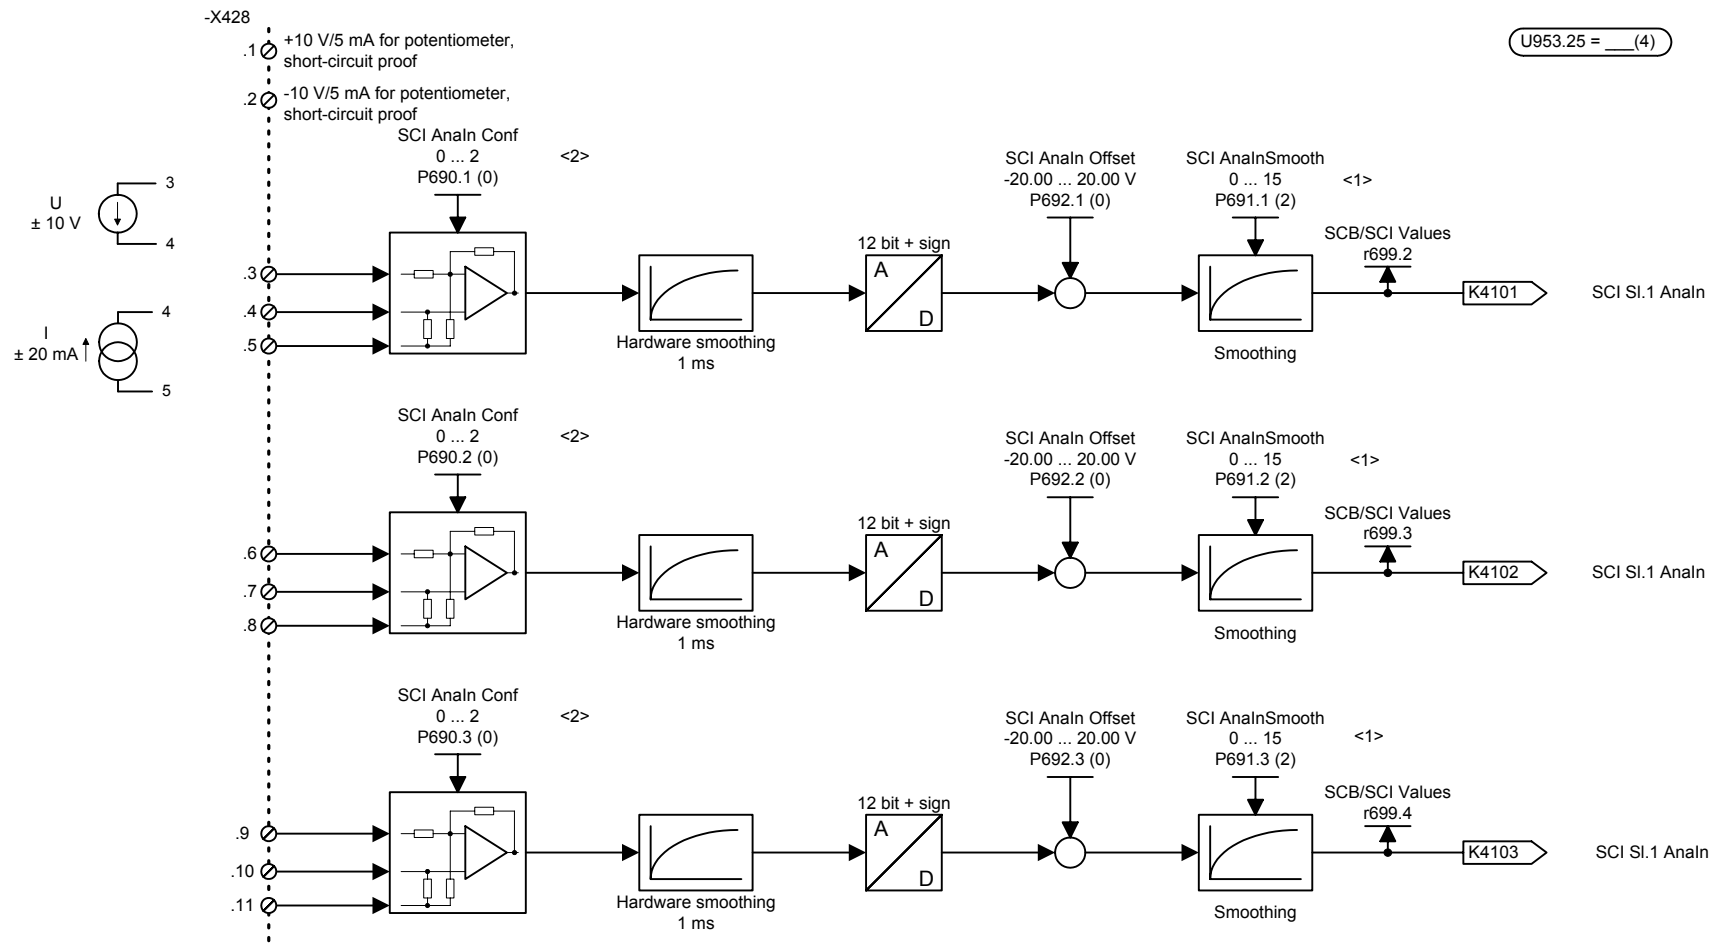 -X428
.1
+10 V/5 mA for potentiometer,
short-circuit proof
U953.25 = ___(4)
.2
-10 V/5 mA for potentiometer,
short-circuit proof
SCI AnaIn Conf
0 ... 2
<2>
P690.1 (0)
SCI AnaIn Offset
-20.00 ... 20.00 V
P692.1 (0)
SCI AnaInSmooth
0 ... 15
<1>
P691.1 (2)
U
± 10 V
3
4
SCB/SCI Values
r699.2
12 bit + sign
A
D
.3
.4
.5
K4101
SCI Sl.1 AnaIn
I
± 20 mA
4
5
Hardware smoothing
1 ms
Smoothing
SCI AnaIn Conf
0 ... 2
<2>
P690.2 (0)
SCI AnaIn Offset
-20.00 ... 20.00 V
P692.2 (0)
SCI AnaInSmooth
0 ... 15
<1>
P691.2 (2)
SCB/SCI Values
r699.3
12 bit + sign
A
D
.6
.7
.8
K4102
SCI Sl.1 AnaIn
Hardware smoothing
1 ms
Smoothing
SCI AnaIn Conf
0 ... 2
<2>
P690.3 (0)
SCI AnaIn Offset
-20.00 ... 20.00 V
P692.3 (0)
SCI AnaInSmooth
0 ... 15
<1>
P691.3 (2)
SCB/SCI Values
r699.4
12 bit + sign
A
D
.9
.10
.11
K4103
SCI Sl.1 AnaIn
Hardware smoothing
1 ms
Smoothing